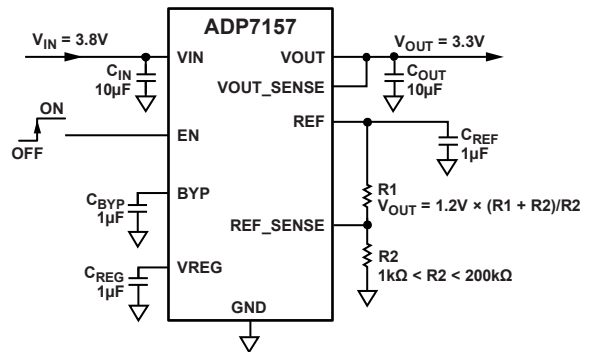 ADP7157
V_IN = 3.8V
VIN
C_IN
10µF
VOUT
V_OUT = 3.3V
VOUT_SENSE
C_OUT
10µF
ON
OFF
EN
REF
C_REF
1µF
BYP
C_BYP
1µF
R1
V_OUT = 1.2V × (R1 + R2)/R2
REF_SENSE
R2
1kΩ < R2 < 200kΩ
VREG
C_REG
1µF
GND